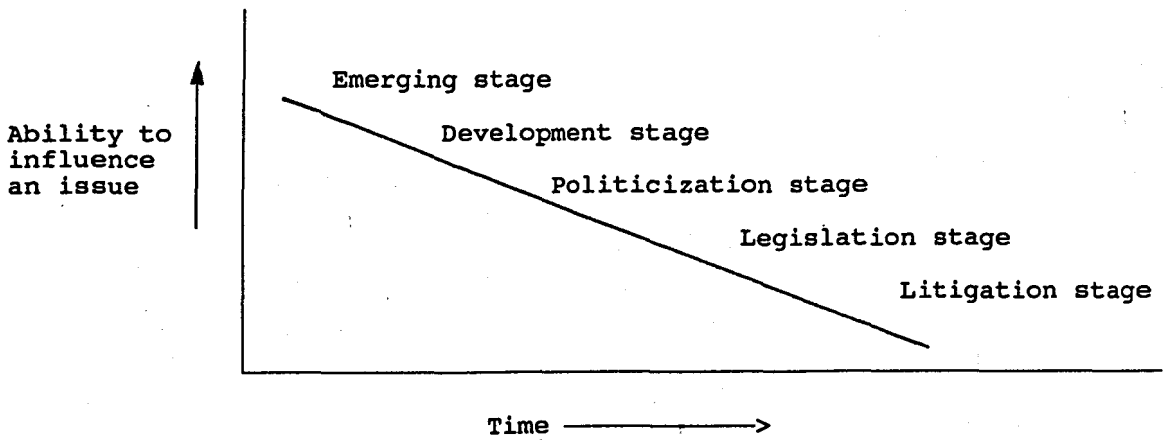 Emerging stage
Ability to
influence
an issue
Development stage
Politicization stage
Legislation stage
Litigation stage
Time